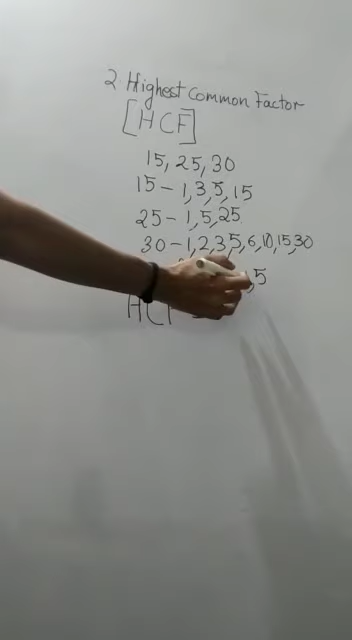 2. Highest common Factor
[HCF]
15, 25, 30
15 - 1,3,5,15
25 - 1,5,25
30 - 1,2,3,5,6,10,15,30
,5
HCF